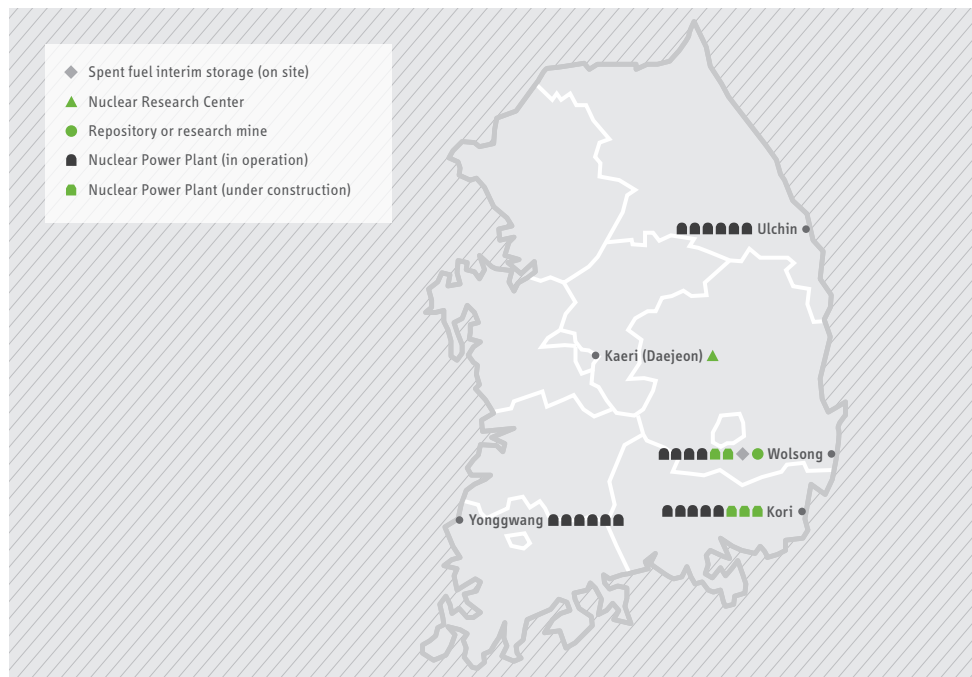 Spent fuel interim storage (on site)
Nuclear Research Center
Repository or research mine
Nuclear Power Plant (in operation)
Nuclear Power Plant (under construction)
Ulchin
Kaeri (Daejeon)
Wolsong
Kori
Yonggwang